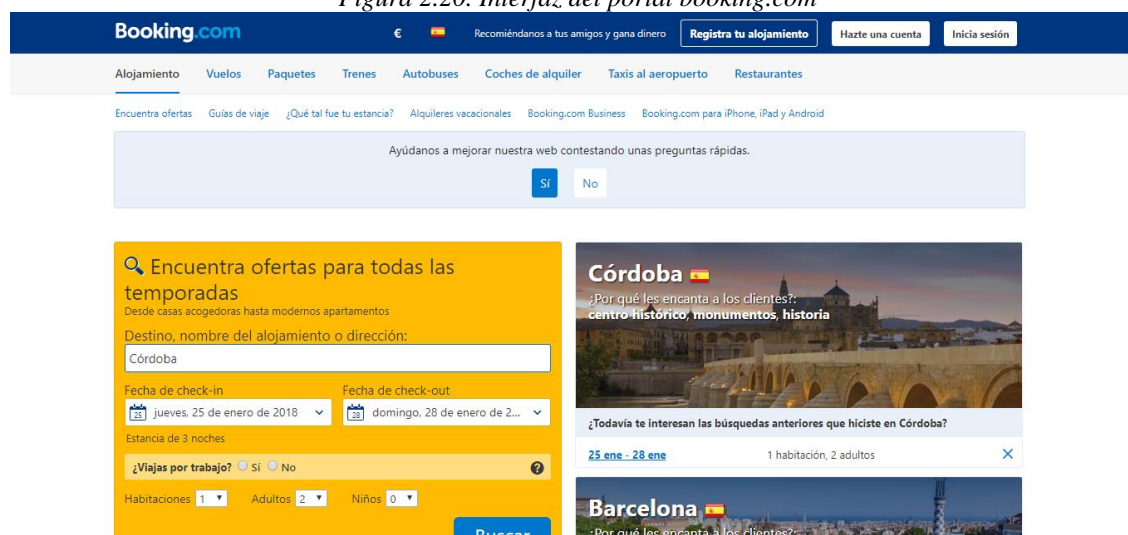 Figura 2.20. Interfaz del portal booking.com
Booking.com
€
Recomiéndanos a tus amigos y gana dinero
Registra tu alojamiento
Hazte una cuenta
Inicia sesión
Alojamiento Vuelos Paquetes Trenes Autobuses Coches de alquiler Taxis al aeropuerto Restaurantes
Encuentra ofertas Guías de viaje ¿Qué tal fue tu estancia? Alquileres vacacionales Booking.com Business Booking.com para iPhone, iPad y Android
Ayúdanos a mejorar nuestra web contestando unas preguntas rápidas.
Sí No
Encuentra ofertas para todas las
temporadas
Desde casas acogedoras hasta modernos apartamentos
Destino, nombre del alojamiento o dirección:
Córdoba
Fecha de check-in Fecha de check-out
25 jueves, 25 de enero de 2018 28 domingo, 28 de enero de 2...
Estancia de 3 noches
¿Viajas por trabajo? Sí No ?
Habitaciones 1 Adultos 2 Niños 0
Buscar
Córdoba
¿Por qué les encanta a los clientes?:
centro histórico, monumentos, historia
¿Todavía te interesan las búsquedas anteriores que hiciste en Córdoba?
25 ene - 28 ene 1 habitación, 2 adultos
Barcelona
¿Por qué les encanta a los clientes?: